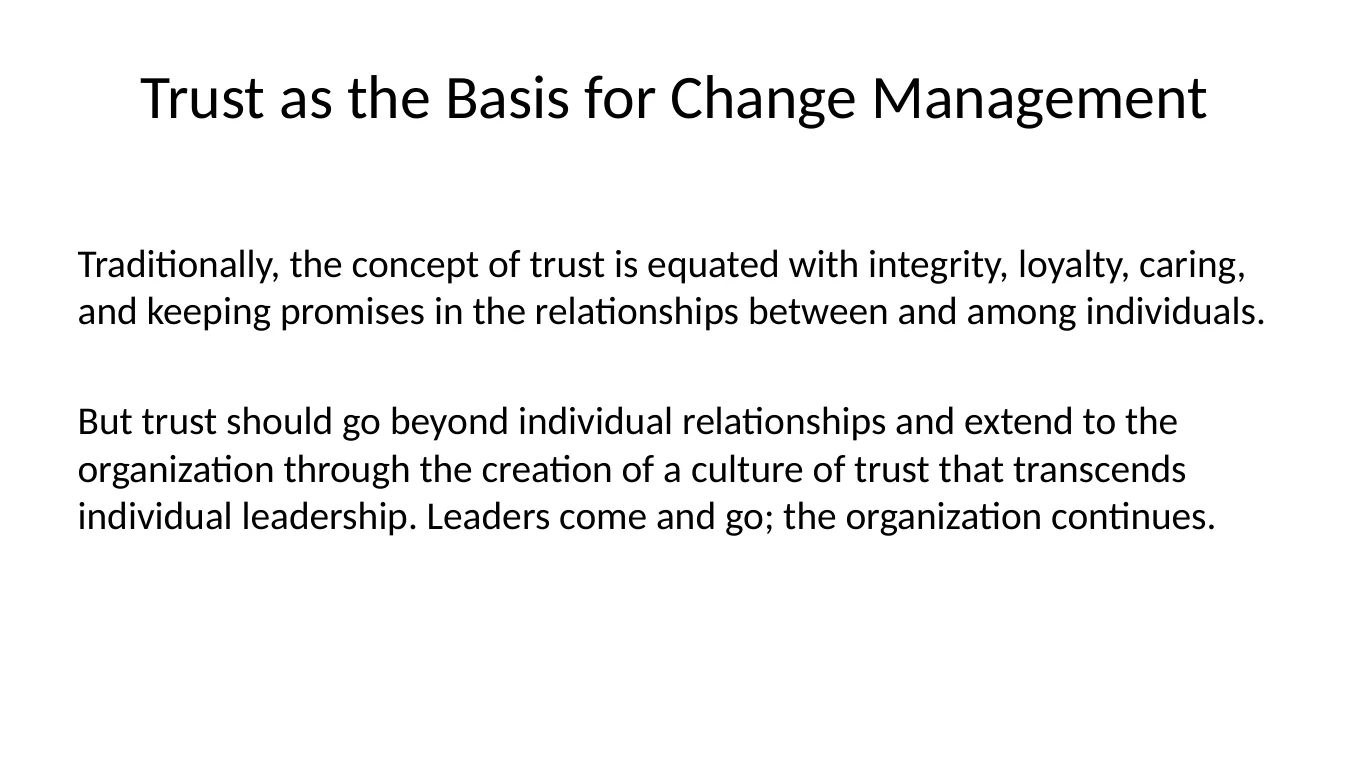 Trust as the Basis for Change Management
Traditionally, the concept of trust is equated with integrity, loyalty, caring,
and keeping promises in the relationships between and among individuals.
But trust should go beyond individual relationships and extend to the
organization through the creation of a culture of trust that transcends
individual leadership. Leaders come and go; the organization continues.